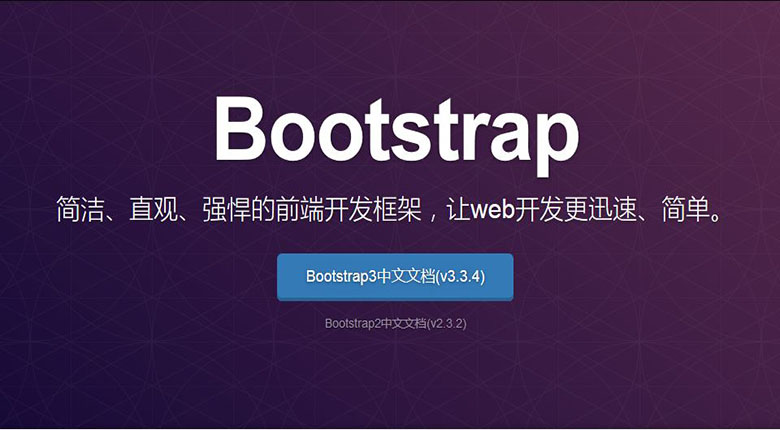 Bootstrap
简洁、直观、强悍的前端开发框架，让web开发更迅速、简单。
Bootstrap3中文文档(v3.3.4)
Bootstrap2中文文档(v2.3.2)